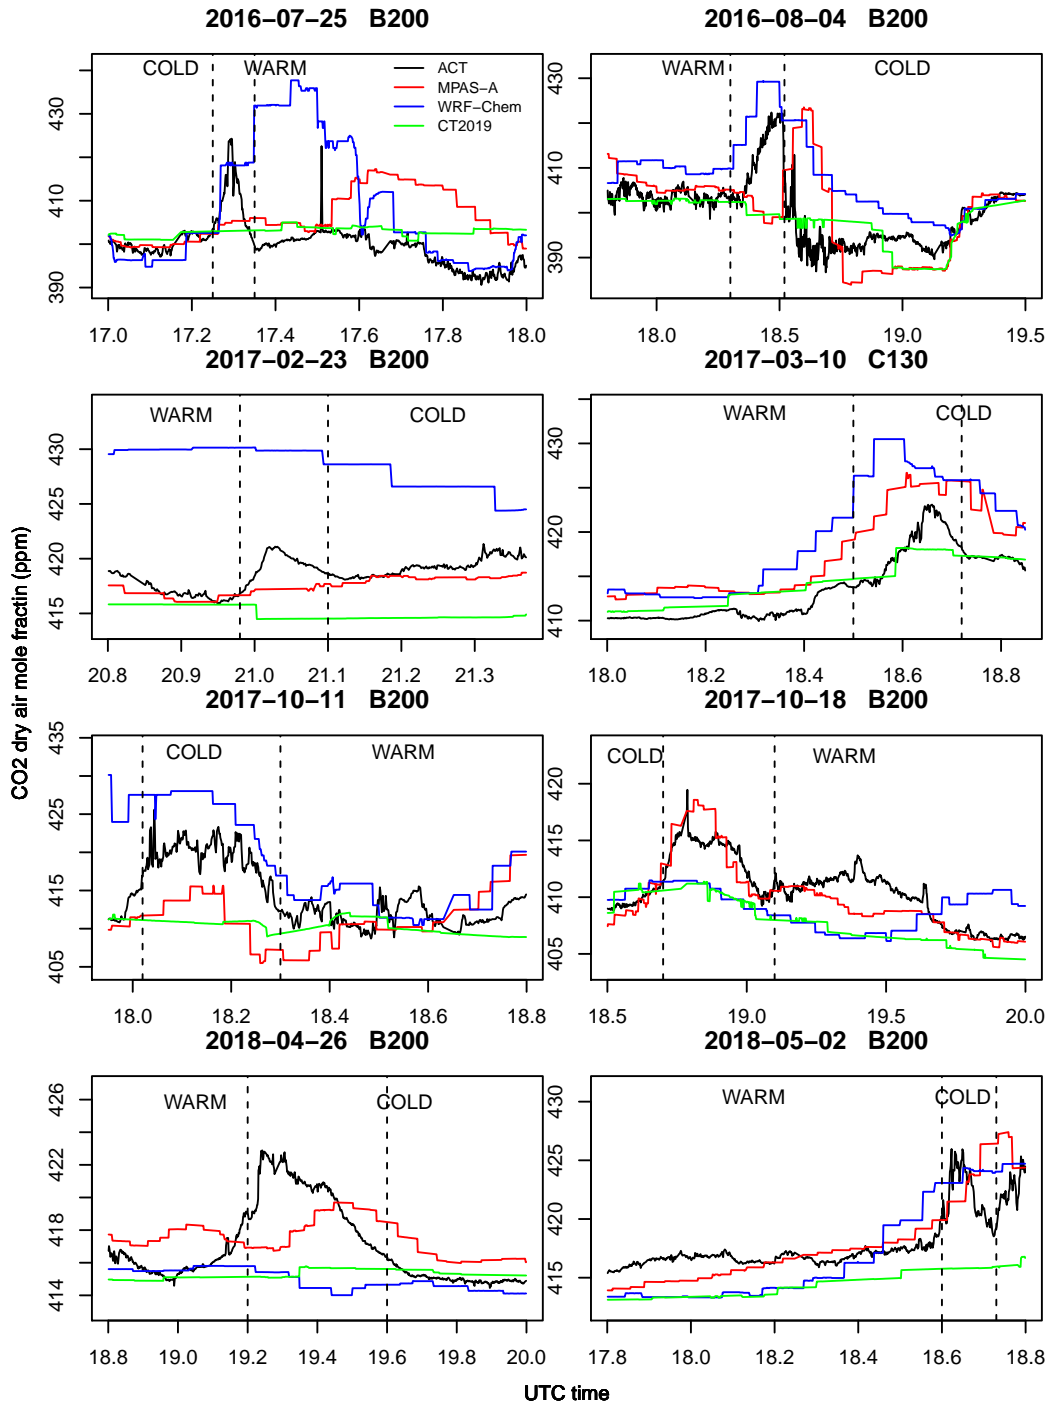 2016−07−25 B200
COLD WARM
ACT
MPAS−A
WRF−Chem
CT2019
390 410 430
17.0 17.2 17.4 17.6 17.8 18.0
2016−08−04 B200
WARM COLD
390 410 430
18.0 18.5 19.0 19.5
2017−02−23 B200
WARM COLD
415 420 425 430
20.8 20.9 21.0 21.1 21.2 21.3
2017−03−10 C130
WARM COLD
410 420 430
18.0 18.2 18.4 18.6 18.8
2017−10−11 B200
COLD WARM
405 415 425 435
18.0 18.2 18.4 18.6 18.8
2017−10−18 B200
COLD WARM
405 410 415 420
18.5 19.0 19.5 20.0
2018−04−26 B200
WARM COLD
414 418 422 426
18.8 19.0 19.2 19.4 19.6 19.8 20.0
2018−05−02 B200
WARM COLD
415 420 425 430
17.8 18.0 18.2 18.4 18.6 18.8
CO2 dry air mole fractin (ppm)
UTC time